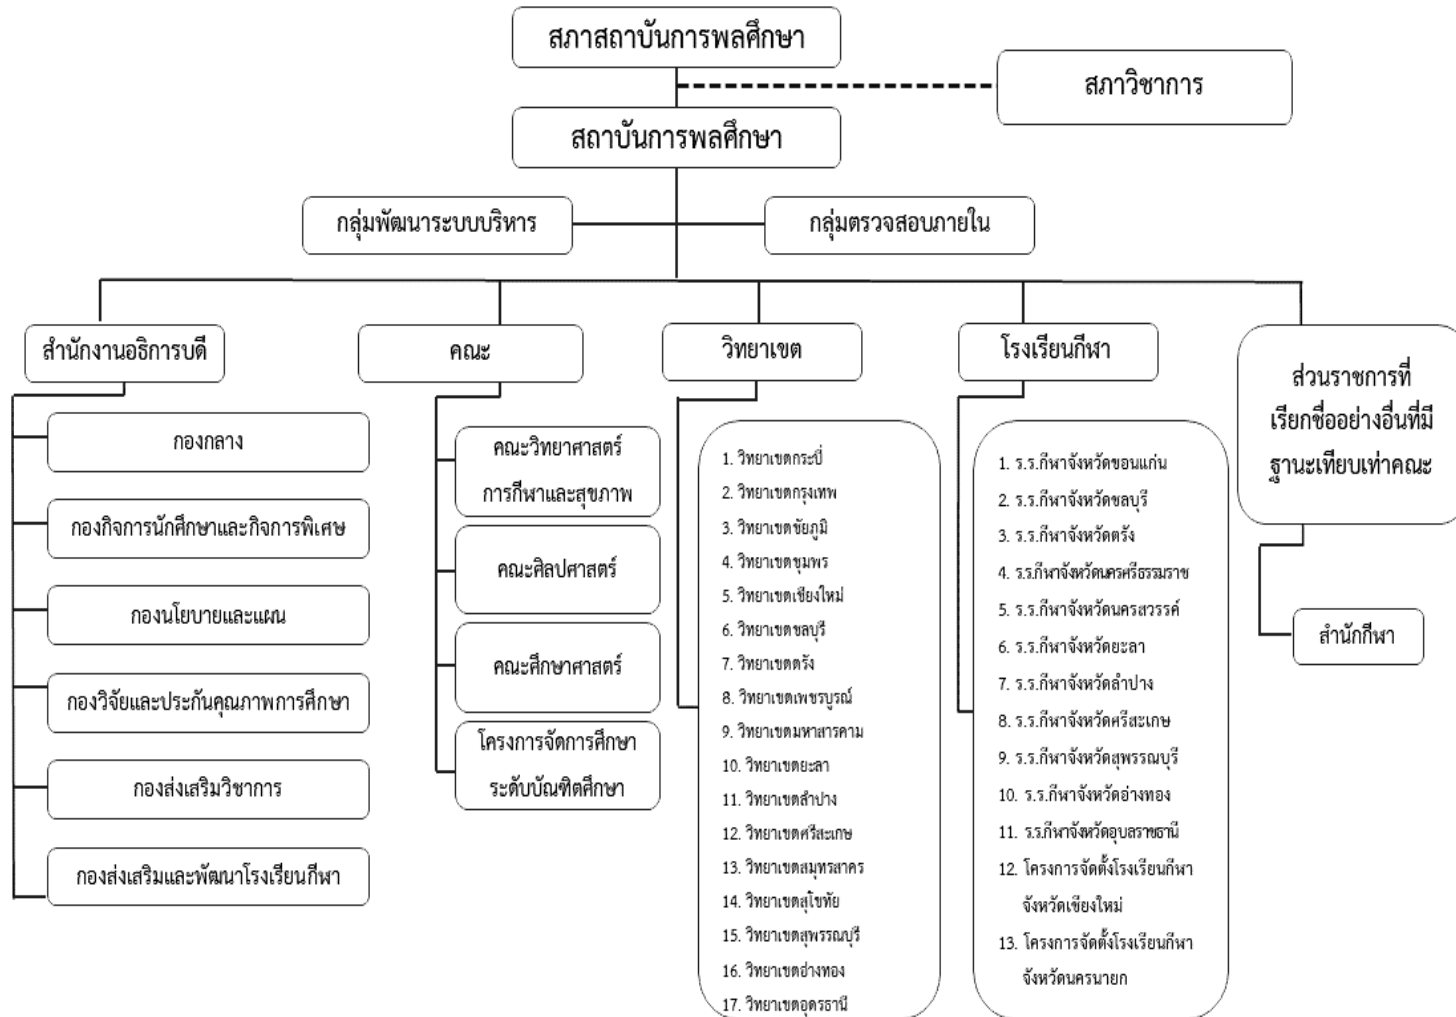 สภาสถาบันการพลศึกษา
สภาวิชาการ
สถาบันการพลศึกษา
กลุ่มพัฒนาระบบบริหาร
กลุ่มตรวจสอบภายใน
สำนักงานอธิการบดี
กองกลาง
กองกิจการนักศึกษาและกิจการพิเศษ
กองนโยบายและแผน
กองวิจัยและประกันคุณภาพการศึกษา
กองส่งเสริมวิชาการ
กองส่งเสริมและพัฒนาโรงเรียนกีฬา
คณะ
คณะวิทยาศาสตร์
การกีฬาและสุขภาพ
คณะศิลปศาสตร์
คณะศึกษาศาสตร์
โครงการจัดการศึกษา
ระดับบัณฑิตศึกษา
วิทยาเขต
1. วิทยาเขตกระบี่
2. วิทยาเขตกรุงเทพ
3. วิทยาเขตชัยภูมิ
4. วิทยาเขตชุมพร
5. วิทยาเขตเชียงใหม่
6. วิทยาเขตชลบุรี
7. วิทยาเขตตรัง
8. วิทยาเขตเพชรบูรณ์
9. วิทยาเขตมหาสารคาม
10. วิทยาเขตยะลา
11. วิทยาเขตลำปาง
12. วิทยาเขตศรีสะเกษ
13. วิทยาเขตสมุทรสาคร
14. วิทยาเขตสุโขทัย
15. วิทยาเขตสุพรรณบุรี
16. วิทยาเขตอ่างทอง
17. วิทยาเขตอุดรธานี
โรงเรียนกีฬา
1. ร.ร.กีฬาจังหวัดขอนแก่น
2. ร.ร.กีฬาจังหวัดชลบุรี
3. ร.ร.กีฬาจังหวัดตรัง
4. ร.ร.กีฬาจังหวัดนครศรีธรรมราช
5. ร.ร.กีฬาจังหวัดนครสวรรค์
6. ร.ร.กีฬาจังหวัดยะลา
7. ร.ร.กีฬาจังหวัดลำปาง
8. ร.ร.กีฬาจังหวัดศรีสะเกษ
9. ร.ร.กีฬาจังหวัดสุพรรณบุรี
10. ร.ร.กีฬาจังหวัดอ่างทอง
11. ร.ร.กีฬาจังหวัดอุบลราชธานี
12. โครงการจัดตั้งโรงเรียนกีฬา
จังหวัดเชียงใหม่
13. โครงการจัดตั้งโรงเรียนกีฬา
จังหวัดนครนายก
ส่วนราชการที่
เรียกชื่ออย่างอื่นที่มี
ฐานะเทียบเท่าคณะ
สำนักกีฬา